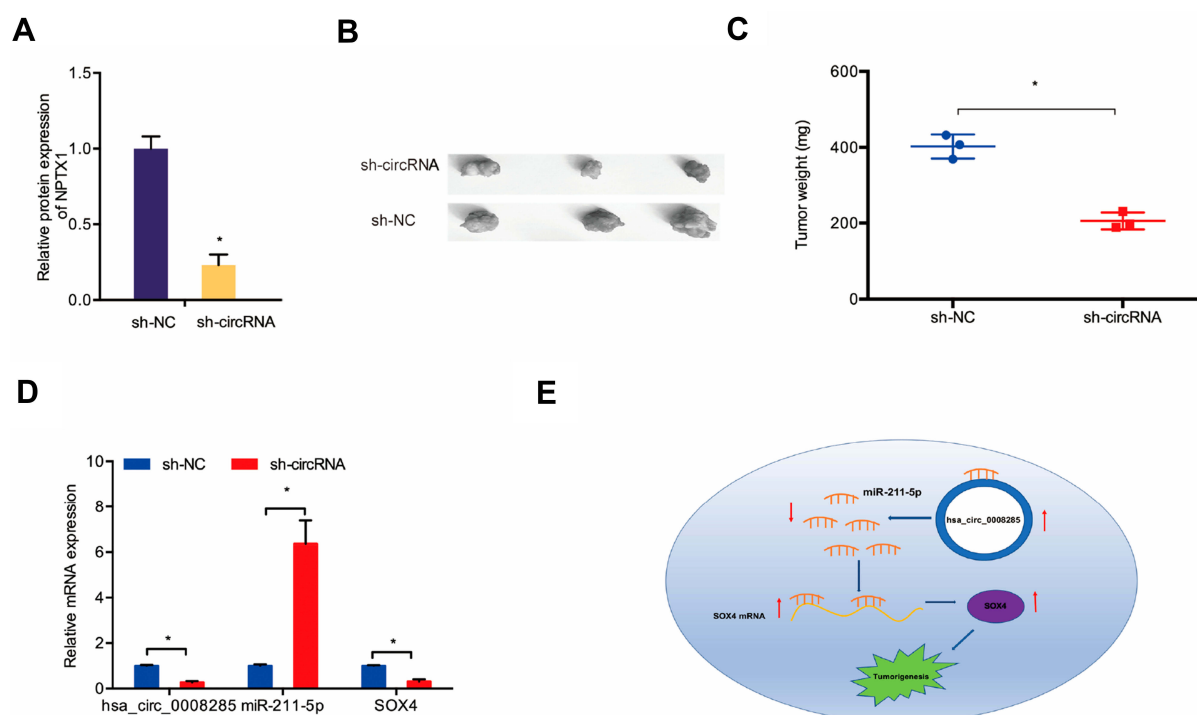 A
Relative protein expression
of NPTX1
1.5
1.0
0.5
0.0
*
sh-NC
sh-circRNA
B
sh-circRNA
sh-NC
C
Tumor weight (mg)
600
400
200
0
*
sh-NC
sh-circRNA
D
Relative mRNA expression
10
8
6
4
2
0
sh-NC
sh-circRNA
*
*
*
hsa_circ_0008285
miR-211-5p
SOX4
E
miR-211-5p
hsa_circ_0008285
SOX4 mRNA
SOX4
Tumorigenesis